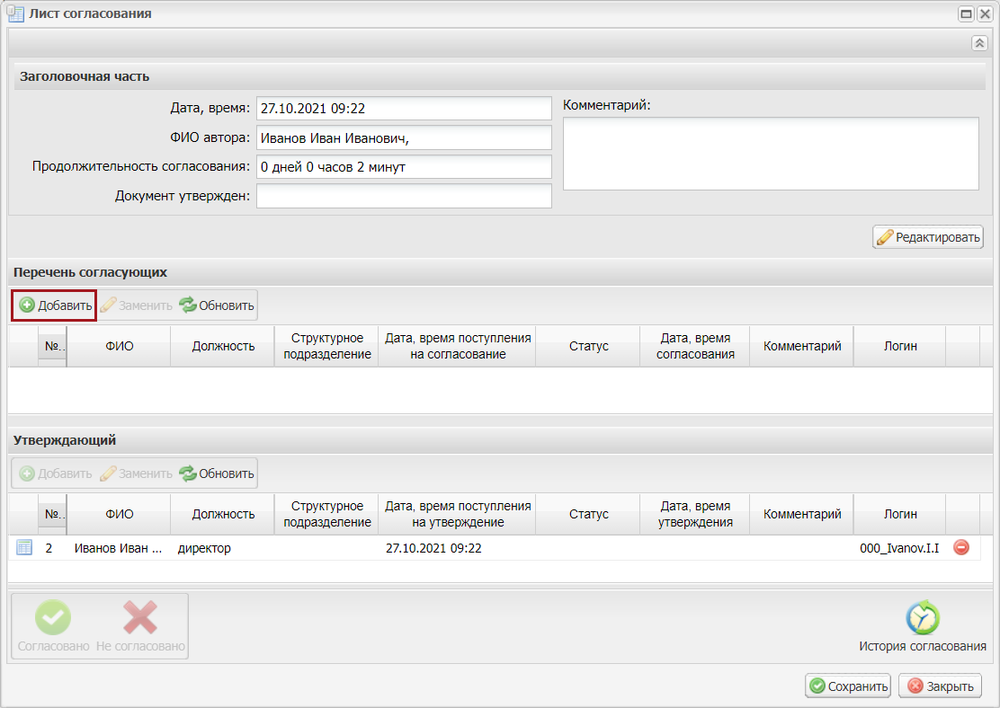 Лист согласования
Заголовочная часть
Дата, время: 27.10.2021 09:22
ФИО автора: Иванов Иван Иванович,
Продолжительность согласования: 0 дней 0 часов 2 минут
Документ утвержден:
Комментарий:
Редактировать
Перечень согласующих
Добавить Заменить Обновить
№.. ФИО Должность Структурное подразделение Дата, время поступления на согласование Статус Дата, время согласования Комментарий Логин
Утверждающий
Добавить Заменить Обновить
№.. ФИО Должность Структурное подразделение Дата, время поступления на утверждение Статус Дата, время утверждения Комментарий Логин
2 Иванов Иван ... директор 27.10.2021 09:22 000_Ivanov.I.I
Согласовано Не согласовано История согласования
Сохранить Закрыть